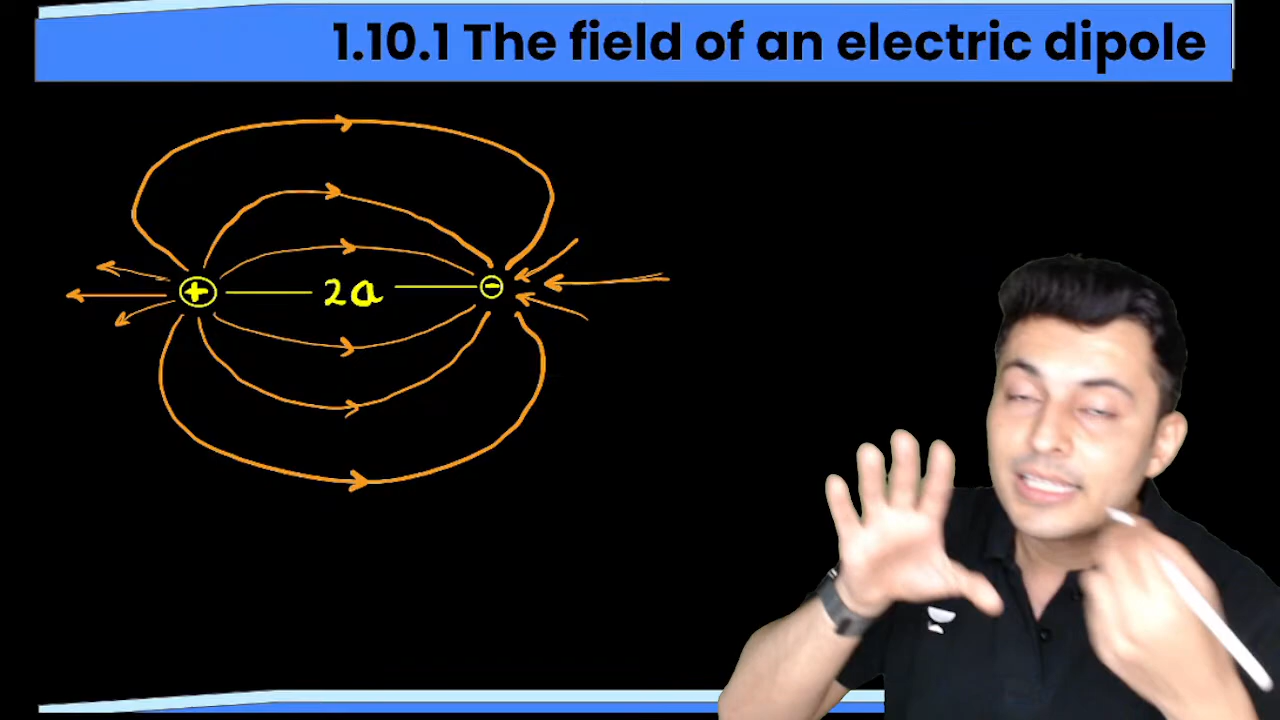 1.10.1 The field of an electric dipole
+ 2a -